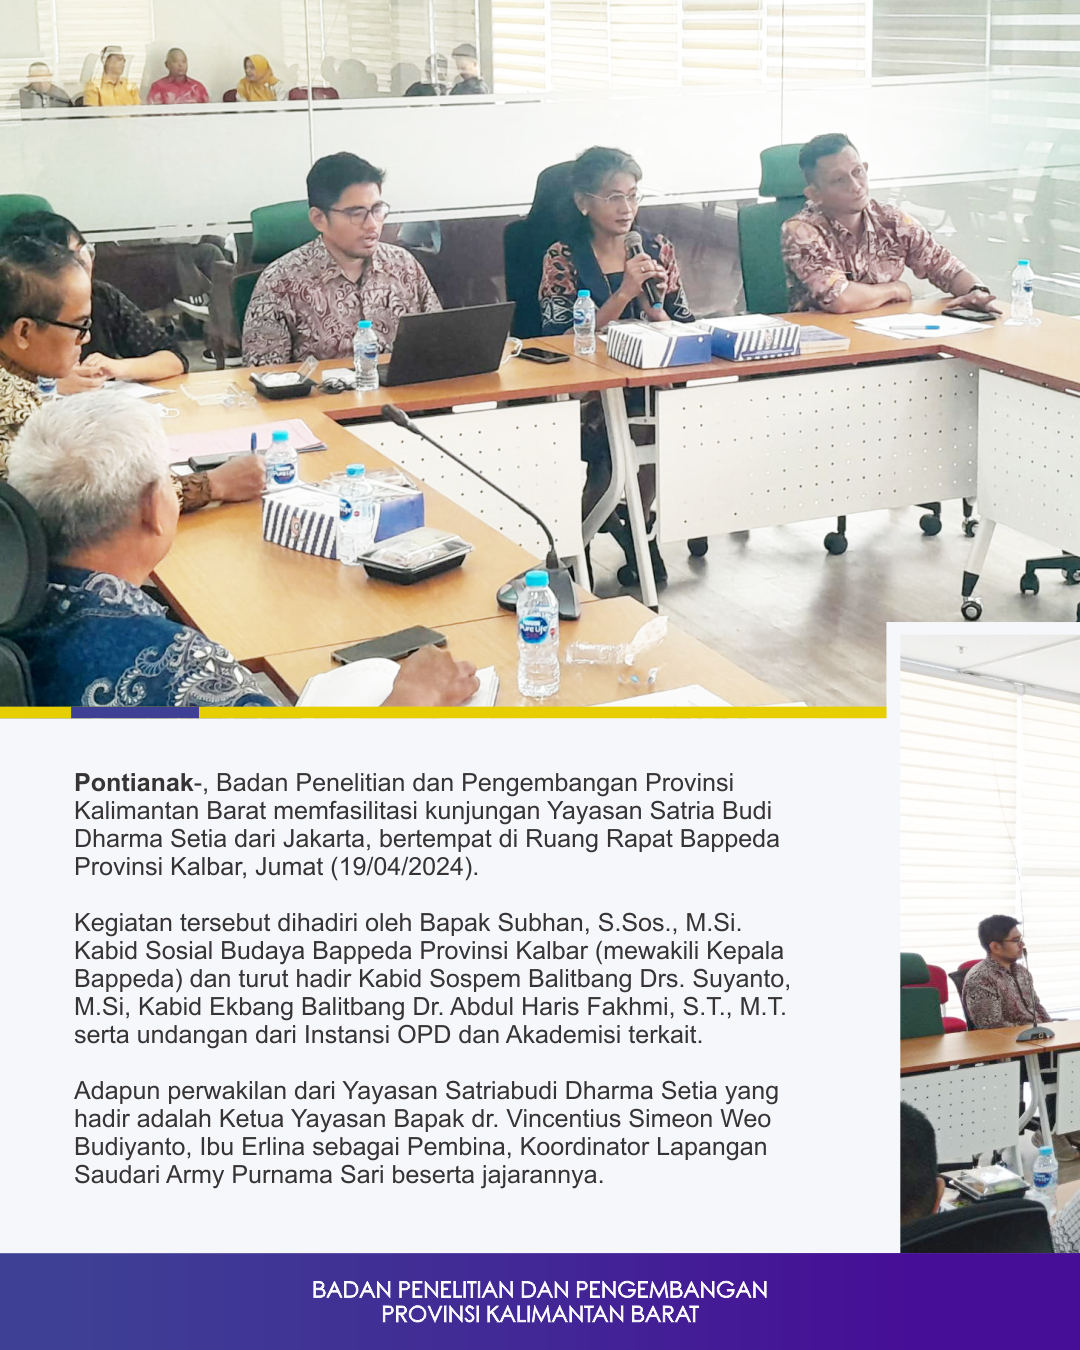 Pontianak-, Badan Penelitian dan Pengembangan Provinsi
Kalimantan Barat memfasilitasi kunjungan Yayasan Satria Budi
Dharma Setia dari Jakarta, bertempat di Ruang Rapat Bappeda
Provinsi Kalbar, Jumat (19/04/2024).
Kegiatan tersebut dihadiri oleh Bapak Subhan, S.Sos., M.Si.
Kabid Sosial Budaya Bappeda Provinsi Kalbar (mewakili Kepala
Bappeda) dan turut hadir Kabid Sospem Balitbang Drs. Suyanto,
M.Si, Kabid Ekbang Balitbang Dr. Abdul Haris Fakhmi, S.T., M.T.
serta undangan dari Instansi OPD dan Akademisi terkait.
Adapun perwakilan dari Yayasan Satriabudi Dharma Setia yang
hadir adalah Ketua Yayasan Bapak dr. Vincentius Simeon Weo
Budiyanto, Ibu Erlina sebagai Pembina, Koordinator Lapangan
Saudari Army Purnama Sari beserta jajarannya.
BADAN PENELITIAN DAN PENGEMBANGAN
PROVINSI KALIMANTAN BARAT